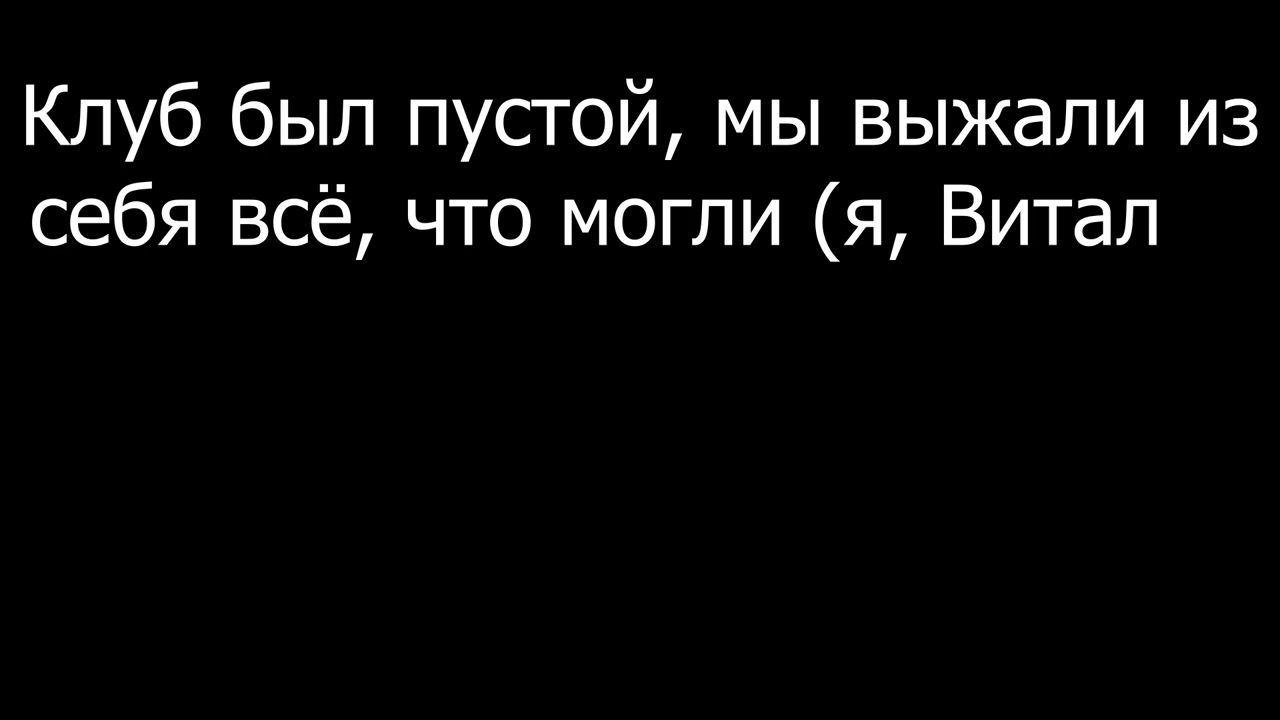 Клуб был пустой, мы выжали из
себя всё, что могли (я, Витал